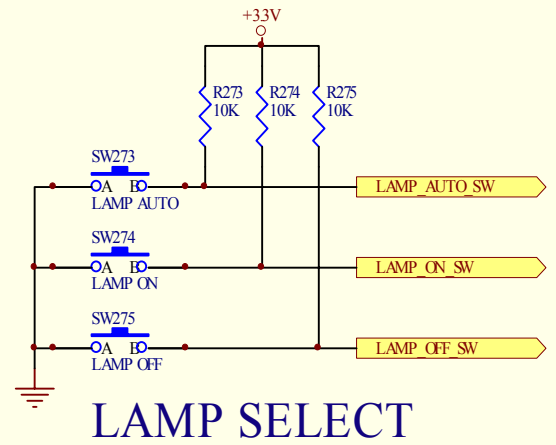 +33V
R273 R274 R275
10K 10K 10K
SW273
A B
LAMP AUTO
LAMP_AUTO_SW
SW274
A B
LAMP ON
LAMP_ON_SW
SW275
A B
LAMP OFF
LAMP_OFF_SW
LAMP SELECT